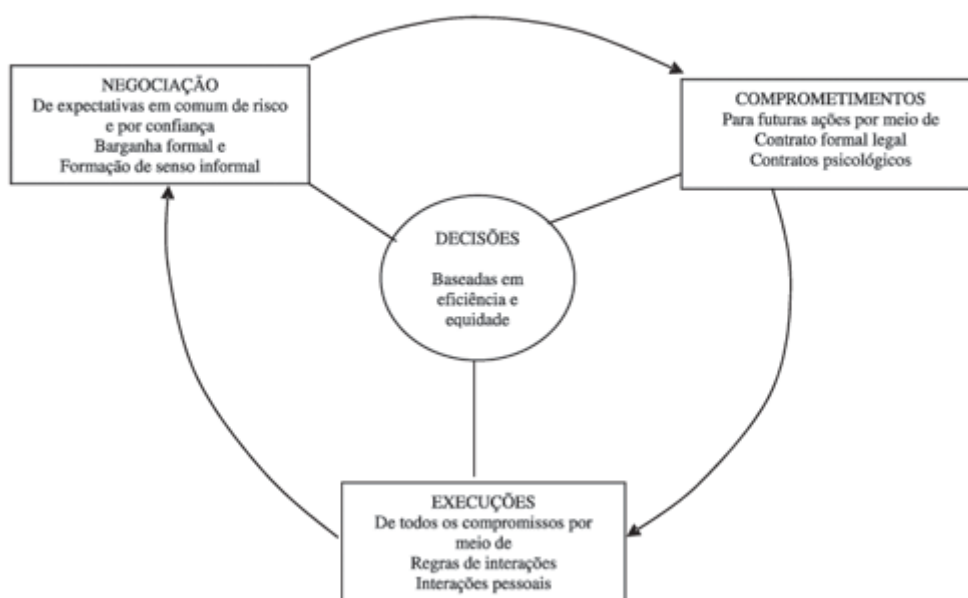 NEGOCIAÇÃO
De expectativas em comum de risco
e por confiança
Barganha formal e
Formação de senso informal
COMPROMETIMENTOS
Para futuras ações por meio de
Contrato formal legal
Contratos psicológicos
DECISÕES
Baseadas em
eficiência e
equidade
EXECUÇÕES
De todos os compromissos por
meio de
Regras de interações
Interações pessoais